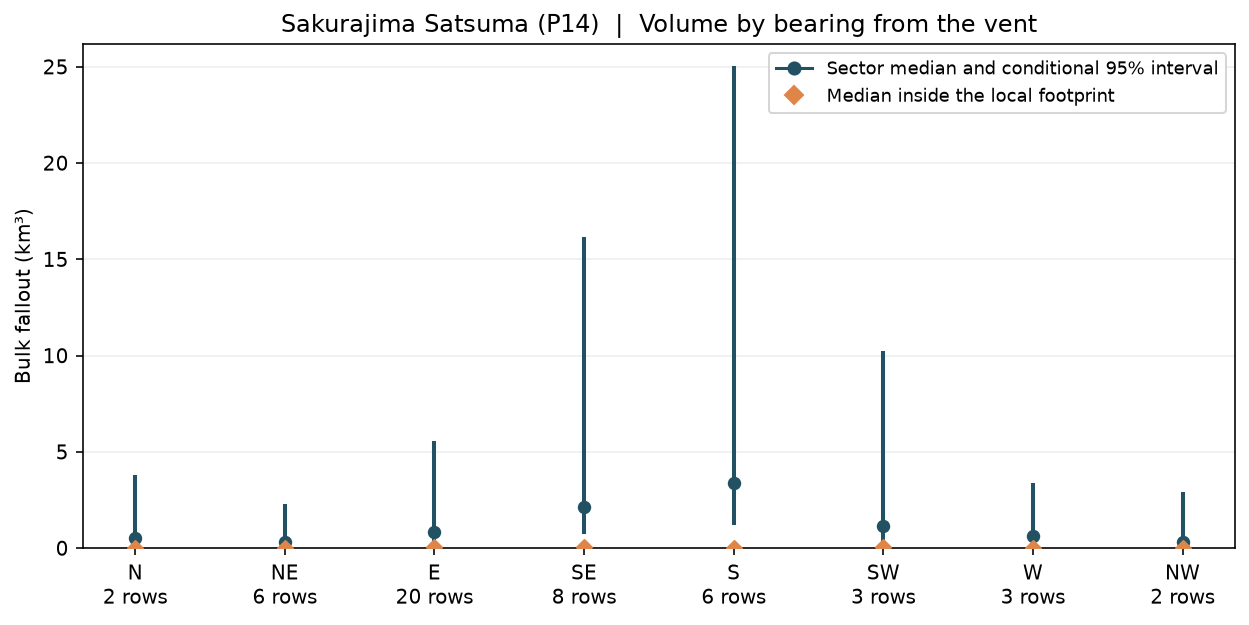 Sakurajima Satsuma (P14)  |  Volume by bearing from the vent
Sector median and conditional 95% interval
Median inside the local footprint
Bulk fallout (km³)
25
20
15
10
5
0
N
2 rows
NE
6 rows
E
20 rows
SE
8 rows
S
6 rows
SW
3 rows
W
3 rows
NW
2 rows